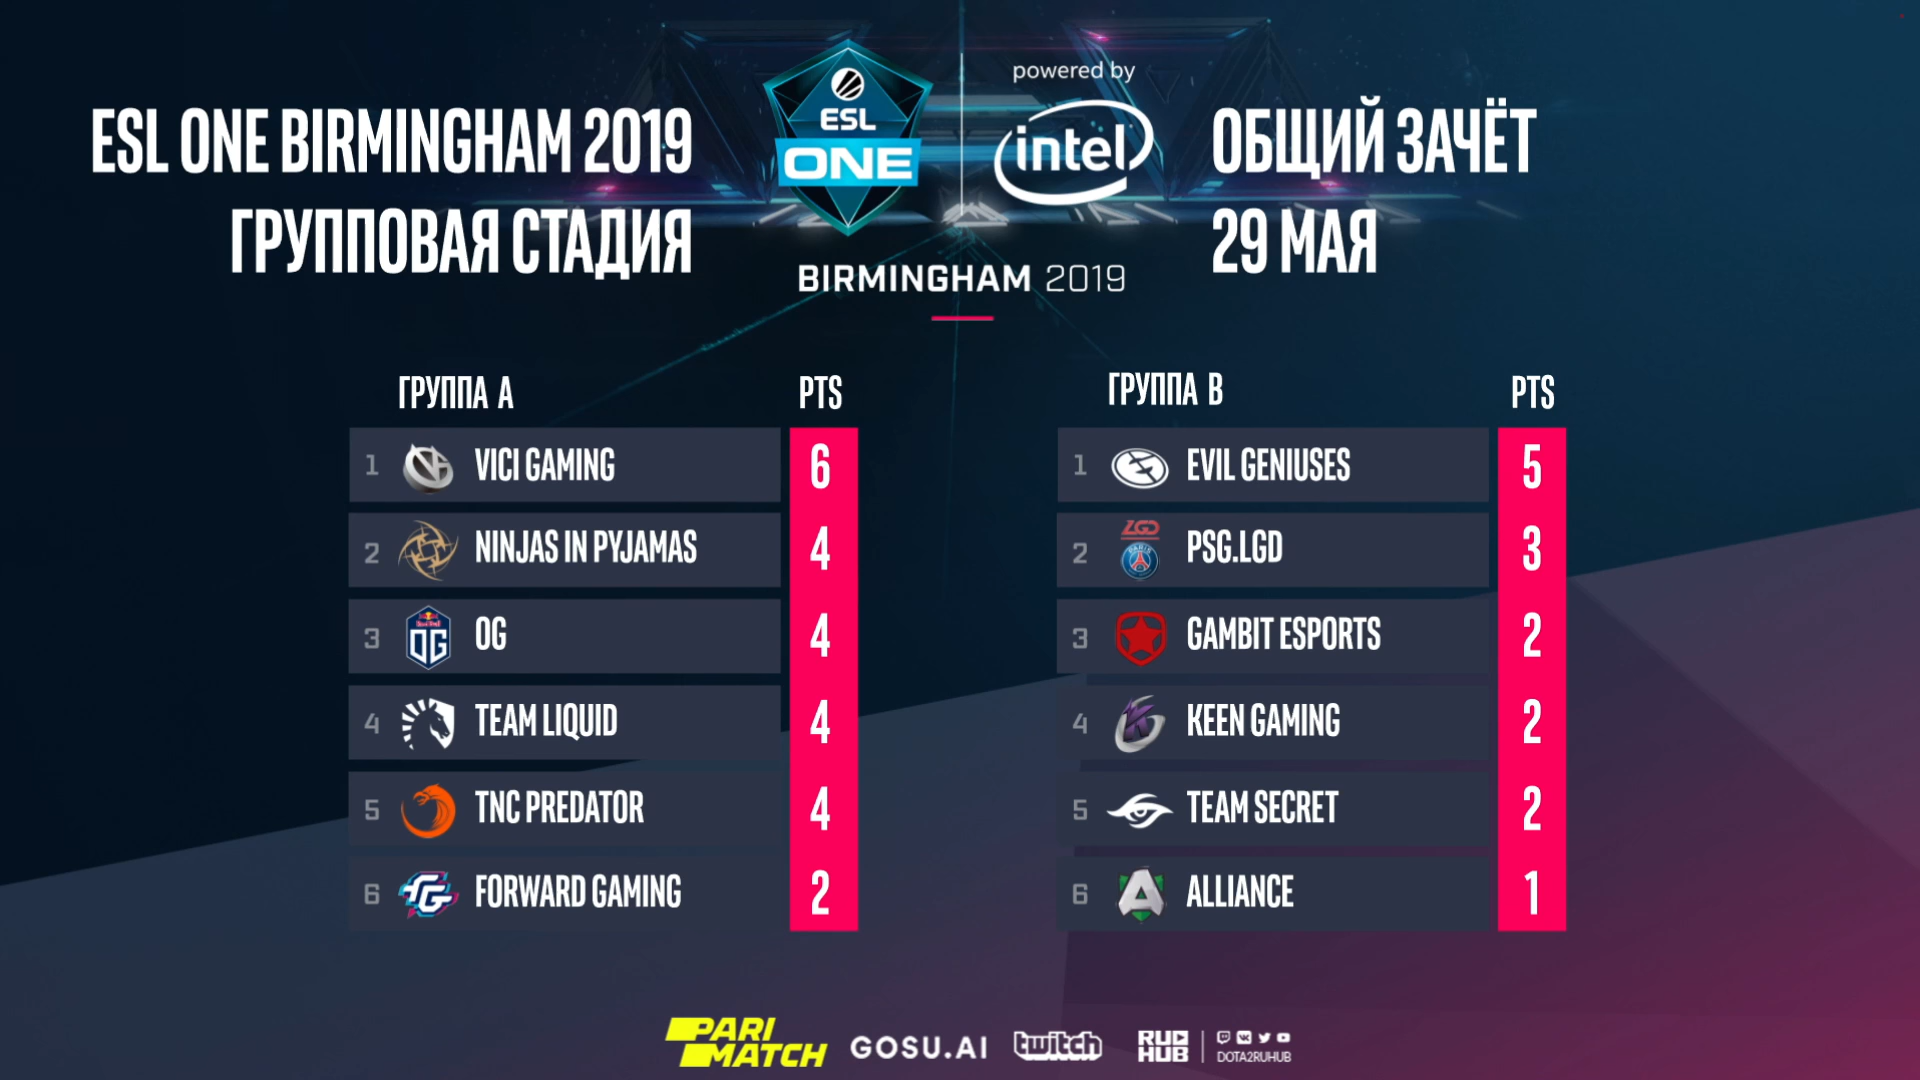 ESL ONE BIRMINGHAM 2019
ГРУППОВАЯ СТАДИЯ
ESL
ONE
powered by
intel
BIRMINGHAM 2019
ОБЩИЙ ЗАЧЁТ
29 МАЯ
ГРУППА А PTS
1 VICI GAMING 6
2 NINJAS IN PYJAMAS 4
3 OG OG 4
4 TEAM LIQUID 4
5 TNC PREDATOR 4
6 FG FORWARD GAMING 2
ГРУППА B PTS
1 EVIL GENIUSES 5
2 LGD PARIS PSG.LGD 3
3 GAMBIT ESPORTS 2
4 K KEEN GAMING 2
5 TEAM SECRET 2
6 A ALLIANCE 1
PARI
MATCH
GOSU.AI
twitch
RU
HUB
DOTA2RUHUB